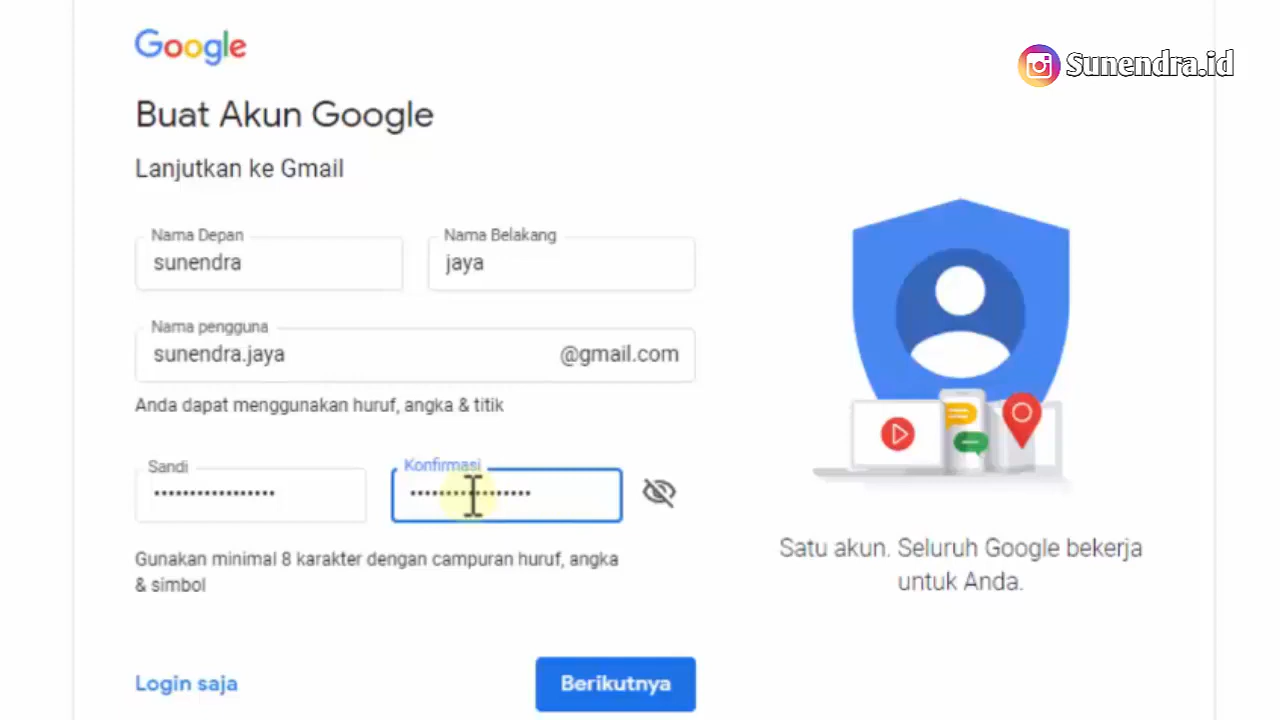 Google
Sunendra.id
Buat Akun Google
Lanjutkan ke Gmail
Nama Depan
sunendra
Nama Belakang
jaya
Nama pengguna
sunendra.jaya
@gmail.com
Anda dapat menggunakan huruf, angka & titik
Sandi
•••••••••••••••••
Konfirmasi
•••••••••••••••••
Gunakan minimal 8 karakter dengan campuran huruf, angka
& simbol
Satu akun. Seluruh Google bekerja
untuk Anda.
Login saja
Berikutnya